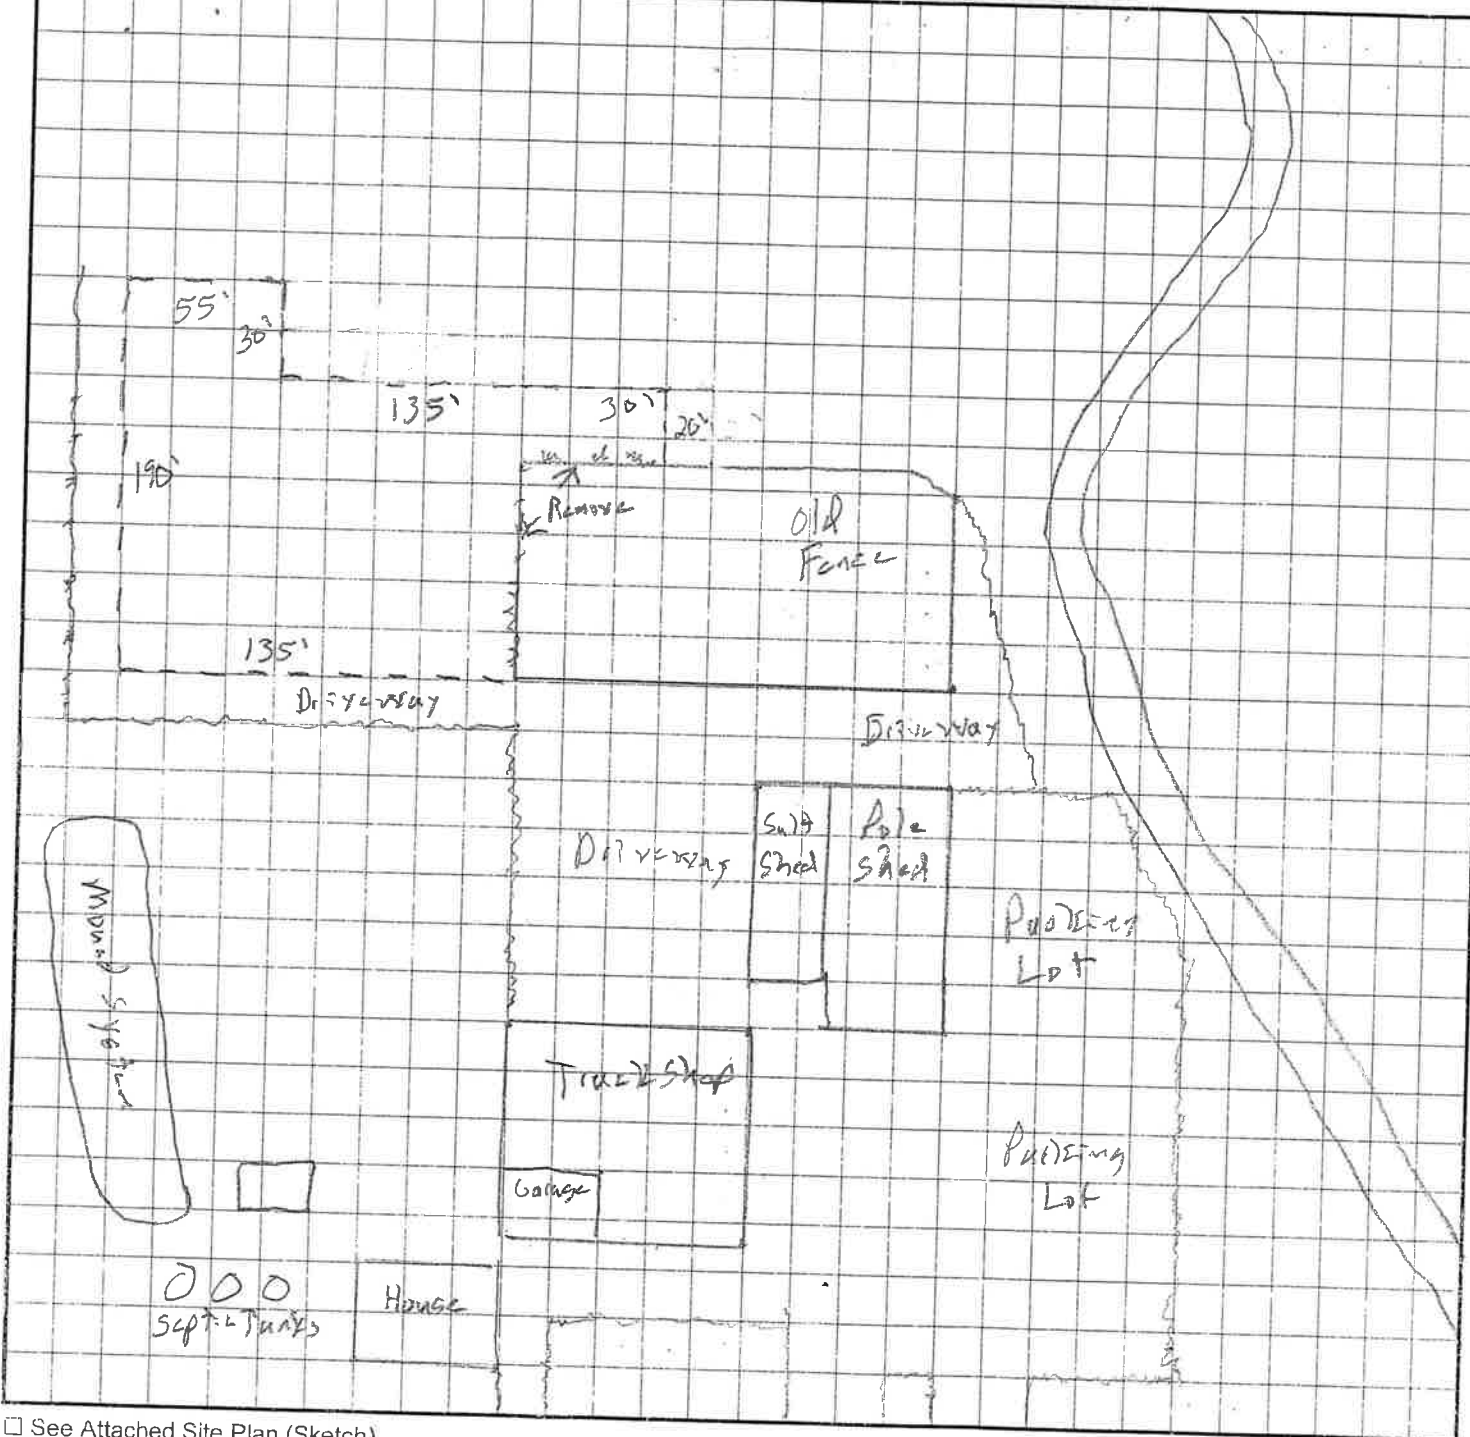 55'
30'
135'
30'
20'
190'
Remove
Old
Fence
135'
Driveway
Driveway
Salt
Shed
Pole
Shed
Driveway
Parking
Lot
Mound System
Truck Shop
Parking
Lot
Garage
House
Septic Tanks
☐ See Attached Site Plan (Sketch)